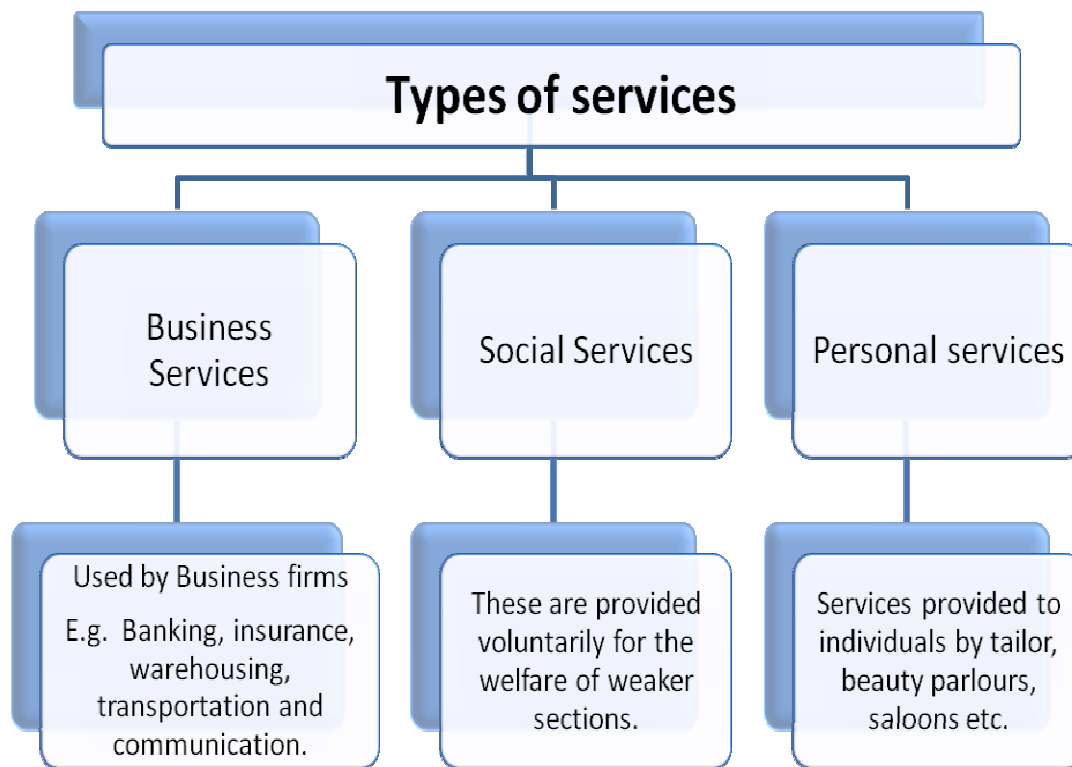 Types of services
Business
Services
Social Services
Personal services
Used by Business firms
E.g. Banking, insurance,
warehousing,
transportation and
communication.
These are provided
voluntarily for the
welfare of weaker
sections.
Services provided to
individuals by tailor,
beauty parlours,
saloons etc.